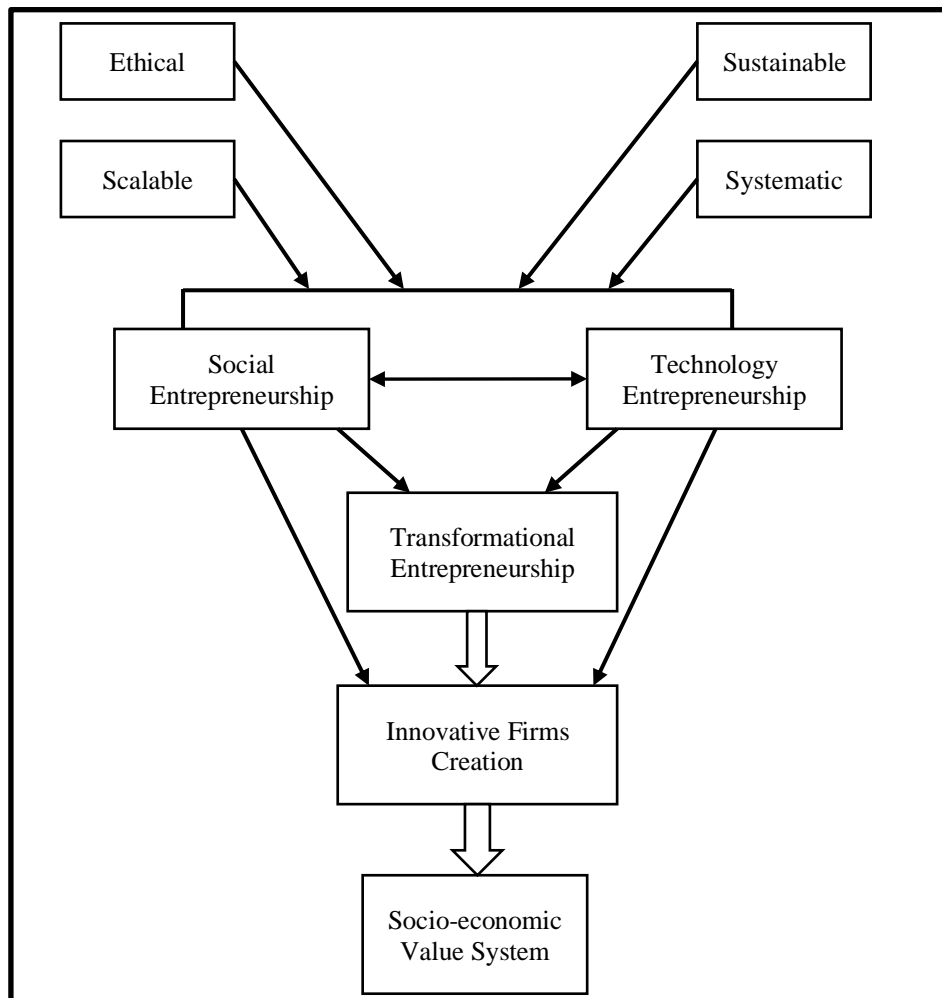 Ethical
Sustainable
Scalable
Systematic
Social
Entrepreneurship
Technology
Entrepreneurship
Transformational
Entrepreneurship
Innovative Firms
Creation
Socio-economic
Value System